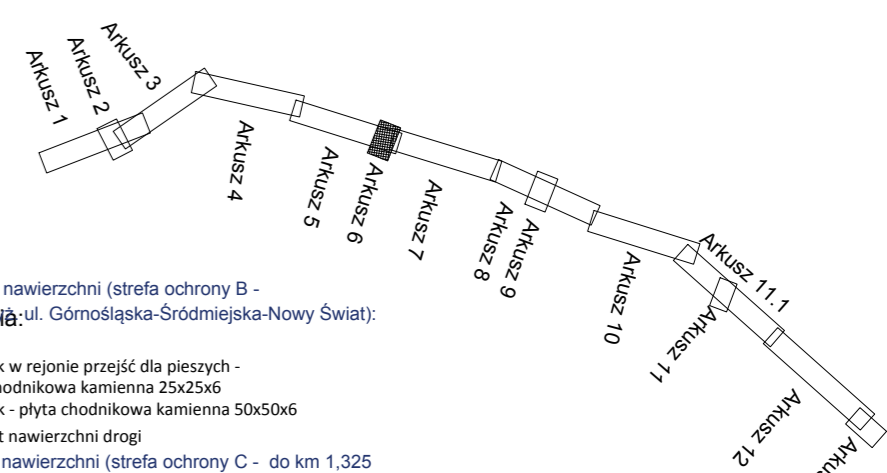 Arkusz 1
Arkusz 2
Arkusz 3
Arkusz 4
Arkusz 5
Arkusz 6
Arkusz 7
Arkusz 8
Arkusz 9
Arkusz 10
Arkusz 11.1
Arkusz 11
Arkusz 12
nawierzchni (strefa ochrony B -
ul. Górnośląska-Śródmiejska-Nowy Świat):
k w rejonie przejść dla pieszych -
hodnikowa kamienna 25x25x6
k - płyta chodnikowa kamienna 50x50x6
t nawierzchni drogi
nawierzchni (strefa ochrony C - do km 1,325